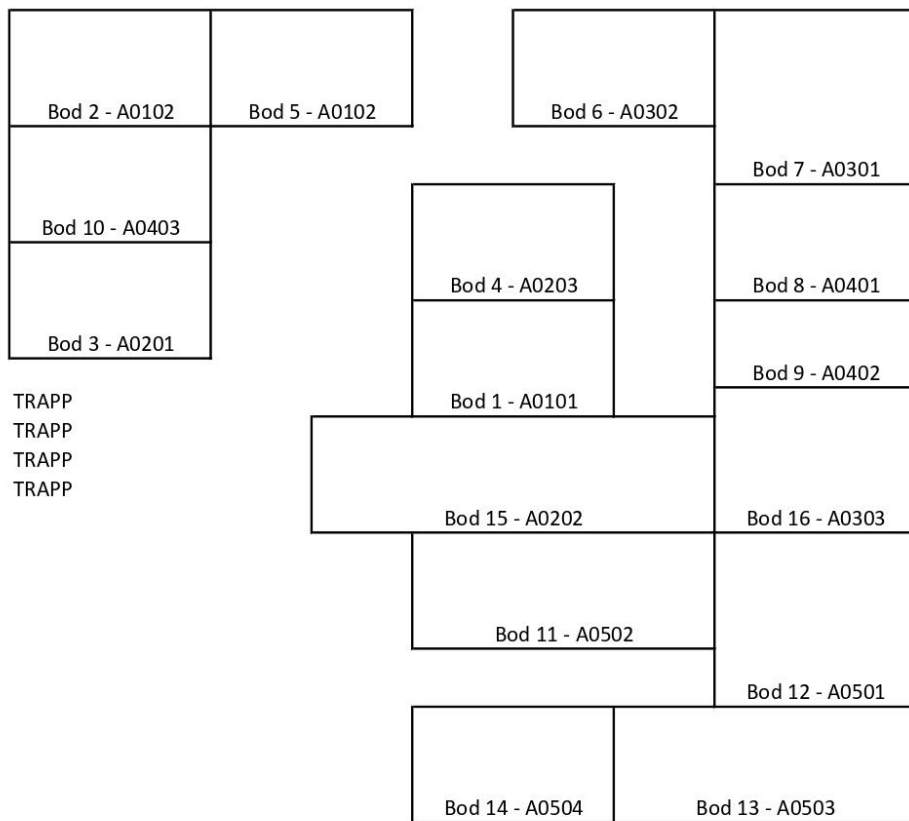 Bod 2 - A0102
Bod 5 - A0102
Bod 6 - A0302
Bod 7 - A0301
Bod 10 - A0403
Bod 4 - A0203
Bod 8 - A0401
Bod 3 - A0201
Bod 9 - A0402
TRAPP
Bod 1 - A0101
TRAPP
TRAPP
TRAPP
Bod 15 - A0202
Bod 16 - A0303
Bod 11 - A0502
Bod 12 - A0501
Bod 14 - A0504
Bod 13 - A0503